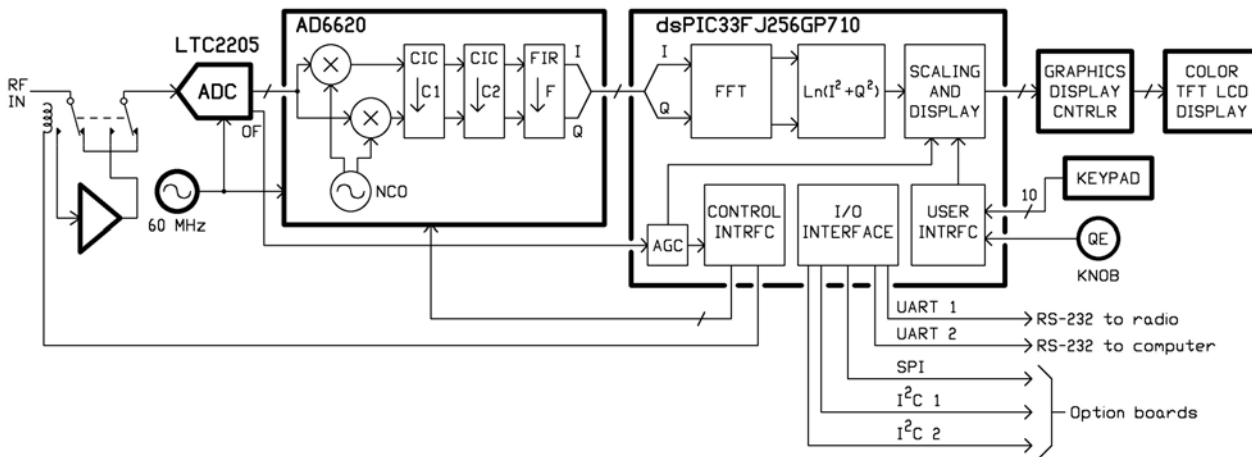 RF
IN
LTC2205
ADC
OF
60 MHz
AD6620
CIC
C1
CIC
C2
FIR
F
I
Q
NCO
dsPIC33FJ256GP710
I
Q
FFT
Ln(I²+Q²)
SCALING
AND
DISPLAY
GRAPHICS
DISPLAY
CNTRLR
COLOR
TFT LCD
DISPLAY
AGC
CONTROL
INTRFC
I/O
INTERFACE
USER
INTRFC
10
KEYPAD
QE
KNOB
UART 1
RS-232 to radio
UART 2
RS-232 to computer
SPI
I²C 1
Option boards
I²C 2